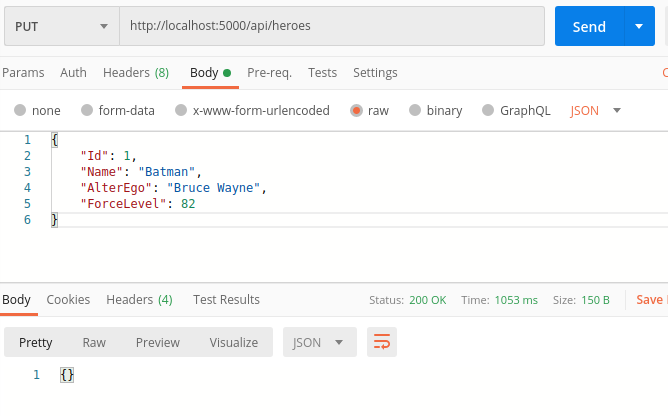 PUT http://localhost:5000/api/heroes Send
Params Auth Headers (8) Body Pre-req. Tests Settings
none form-data x-www-form-urlencoded raw binary GraphQL JSON
1 {
2 "Id": 1,
3 "Name": "Batman",
4 "AlterEgo": "Bruce Wayne",
5 "ForceLevel": 82
6 }
Body Cookies Headers (4) Test Results Status: 200 OK Time: 1053 ms Size: 150 B Save
Pretty Raw Preview Visualize JSON
1 {}